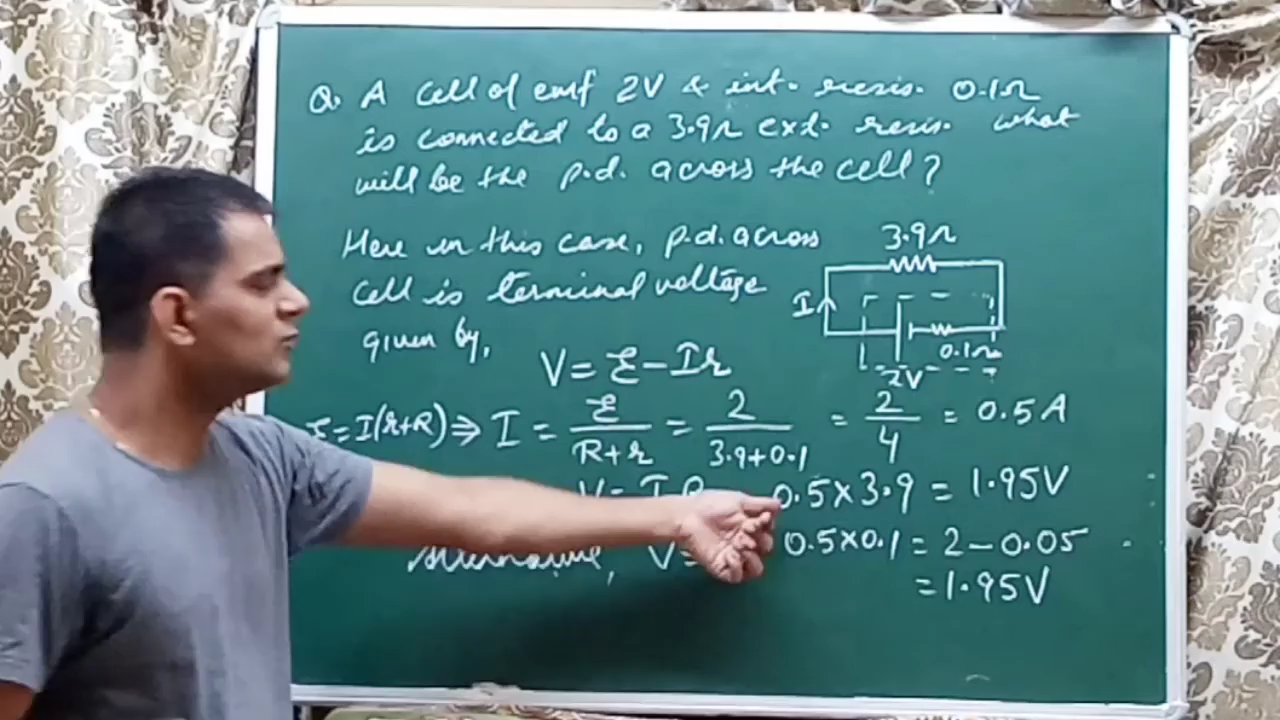 Q. A cell of emf 2V & int. resis. 0.1Ω
is connected to a 3.9Ω ext. resis. what
will be the p.d. across the cell?
Here in this case, p.d. across
cell is terminal voltage
given by,
3.9Ω
I
0.1Ω
2V
V = ℰ - Ir
ℰ = I(r+R) ⇒ I = ℰ/(R+r) = 2/(3.9+0.1) = 2/4 = 0.5 A
V = I R 0.5 × 3.9 = 1.95V
Alternative, V = 0.5×0.1 = 2 - 0.05
= 1.95V